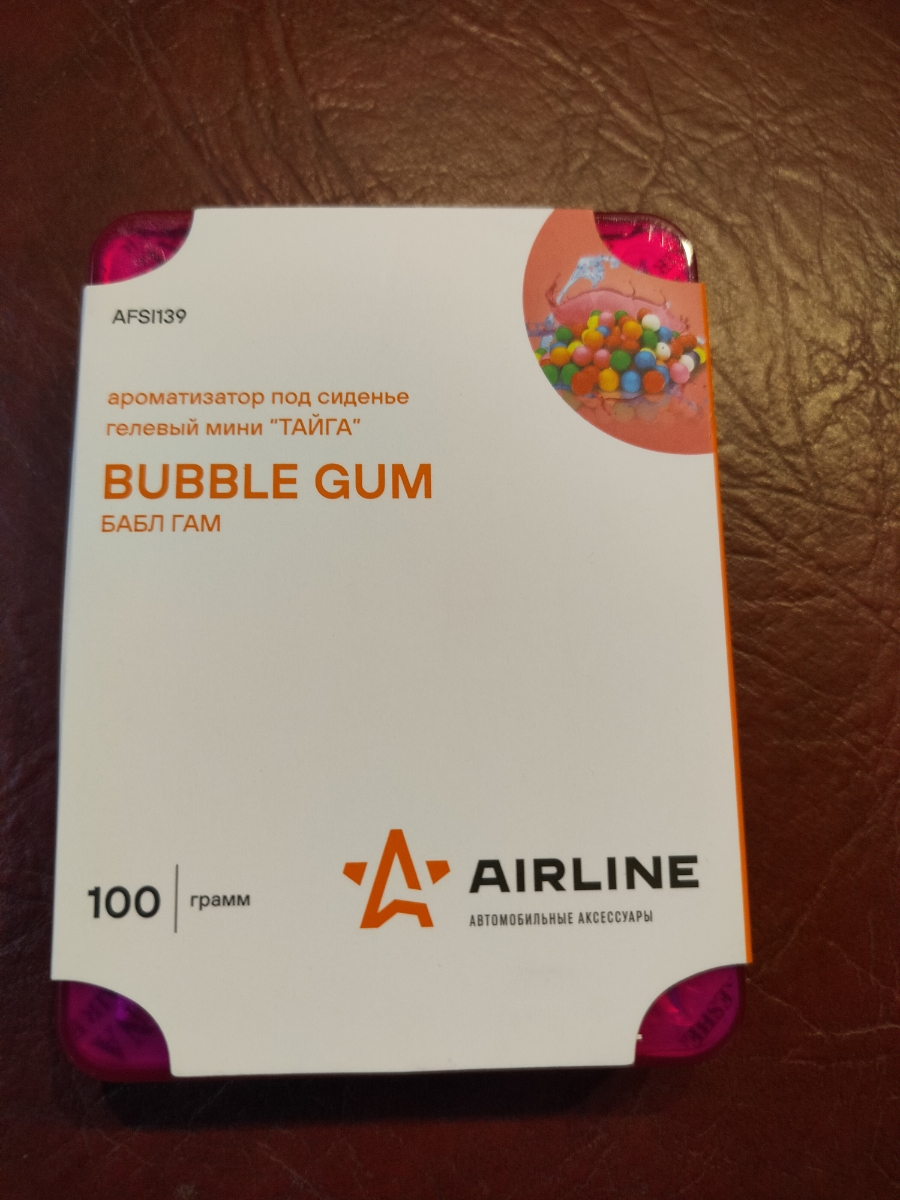 AFSI139
ароматизатор под сиденье
гелевый мини "ТАЙГА"
BUBBLE GUM
БАБЛ ГАМ
100 грамм
AIRLINE
АВТОМОБИЛЬНЫЕ АКСЕССУАРЫ